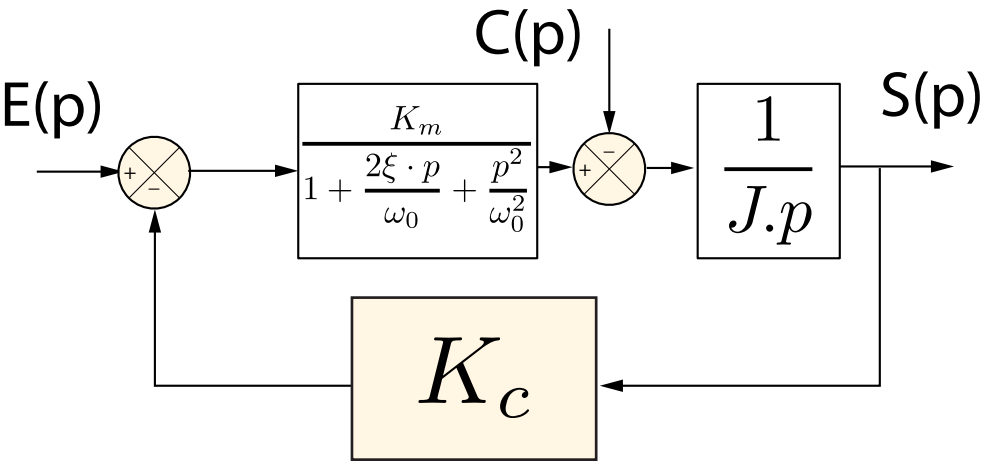 C(p)
E(p)
S(p)
+
−
K_m
1 + 2ξ · p / ω_0 + p^2 / ω_0^2
+
−
1
J.p
K_c